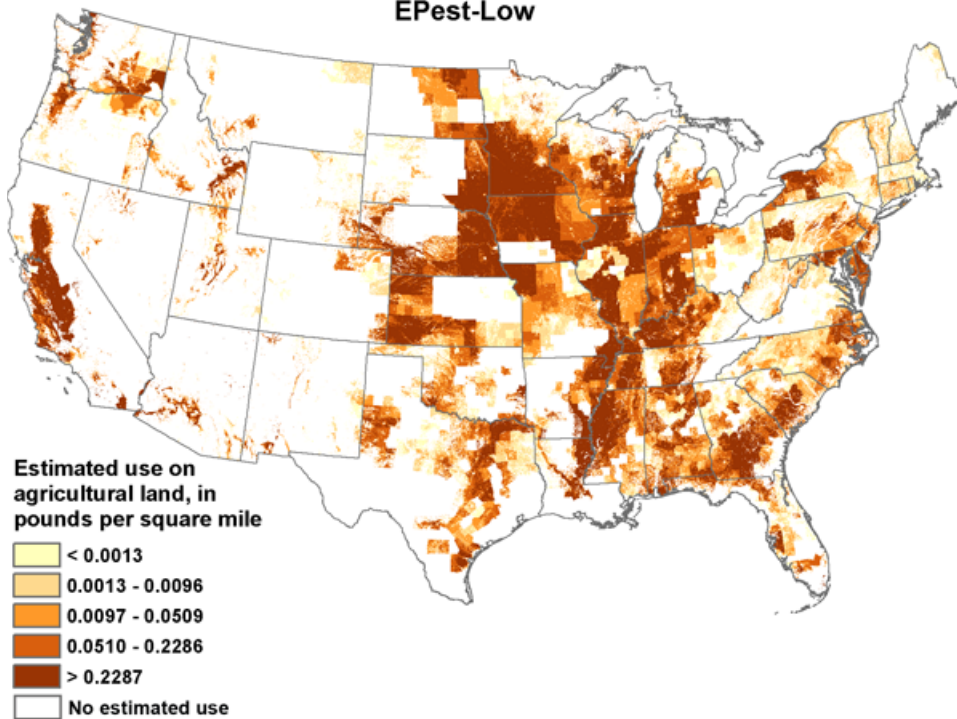 EPest-Low
Estimated use on
agricultural land, in
pounds per square mile
< 0.0013
0.0013 - 0.0096
0.0097 - 0.0509
0.0510 - 0.2286
> 0.2287
No estimated use